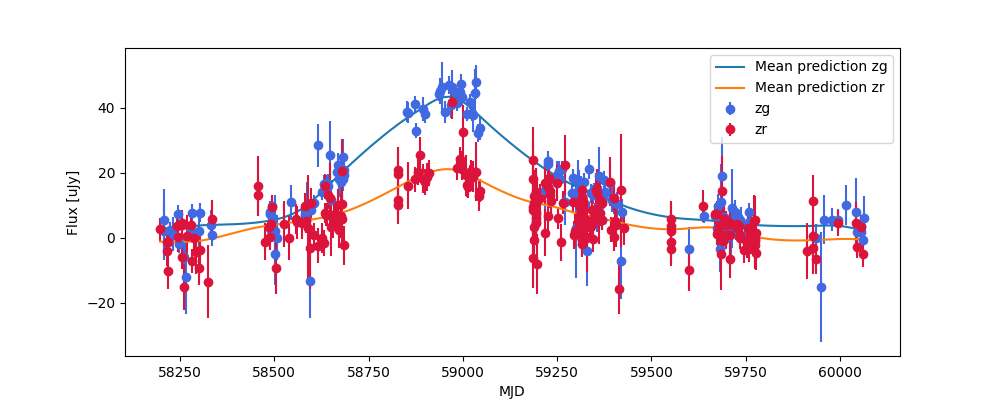 Mean prediction zg
Mean prediction zr
zg
zr
Flux [uJy]
40
20
0
−20
58250 58500 58750 59000 59250 59500 59750 60000
MJD